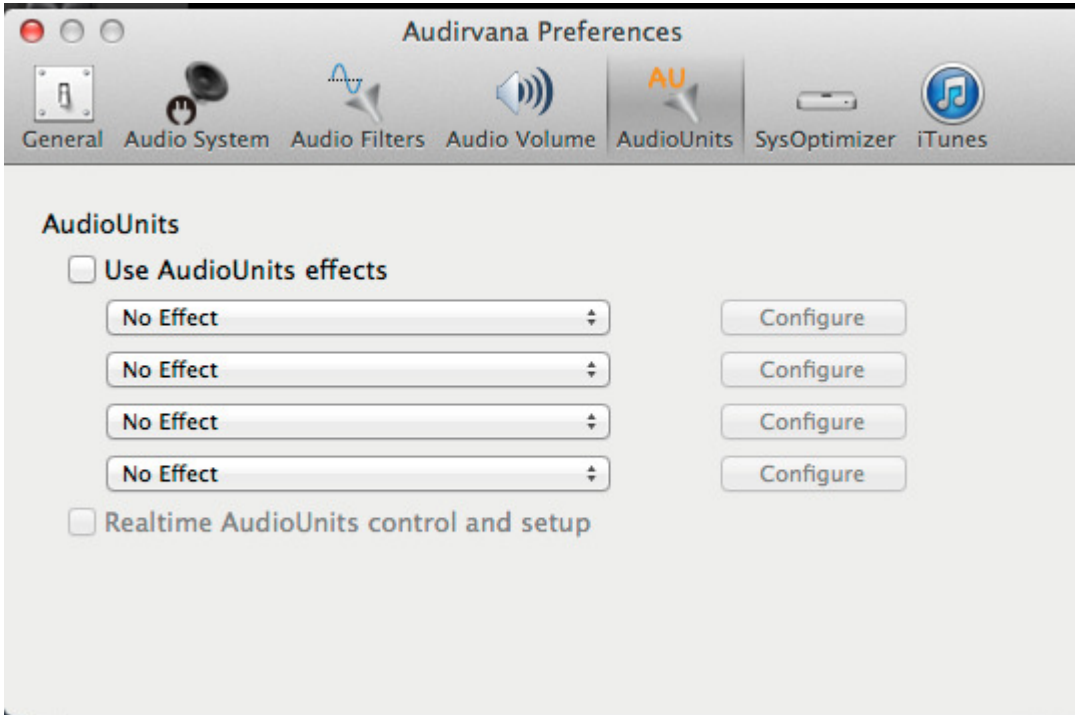 Audirvana Preferences
AU
General Audio System Audio Filters Audio Volume AudioUnits SysOptimizer iTunes
AudioUnits
Use AudioUnits effects
No Effect Configure
No Effect Configure
No Effect Configure
No Effect Configure
Realtime AudioUnits control and setup